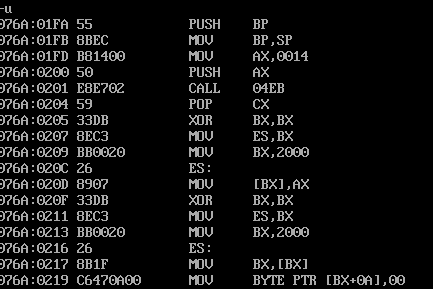 -u
076A:01FA 55 PUSH BP
076A:01FB 8BEC MOV BP,SP
076A:01FD B81400 MOV AX,0014
076A:0200 50 PUSH AX
076A:0201 E8E702 CALL 04EB
076A:0204 59 POP CX
076A:0205 33DB XOR BX,BX
076A:0207 8EC3 MOV ES,BX
076A:0209 BB0020 MOV BX,2000
076A:020C 26 ES:
076A:020D 8907 MOV [BX],AX
076A:020F 33DB XOR BX,BX
076A:0211 8EC3 MOV ES,BX
076A:0213 BB0020 MOV BX,2000
076A:0216 26 ES:
076A:0217 8B1F MOV BX,[BX]
076A:0219 C6470A00 MOV BYTE PTR [BX+0A],00